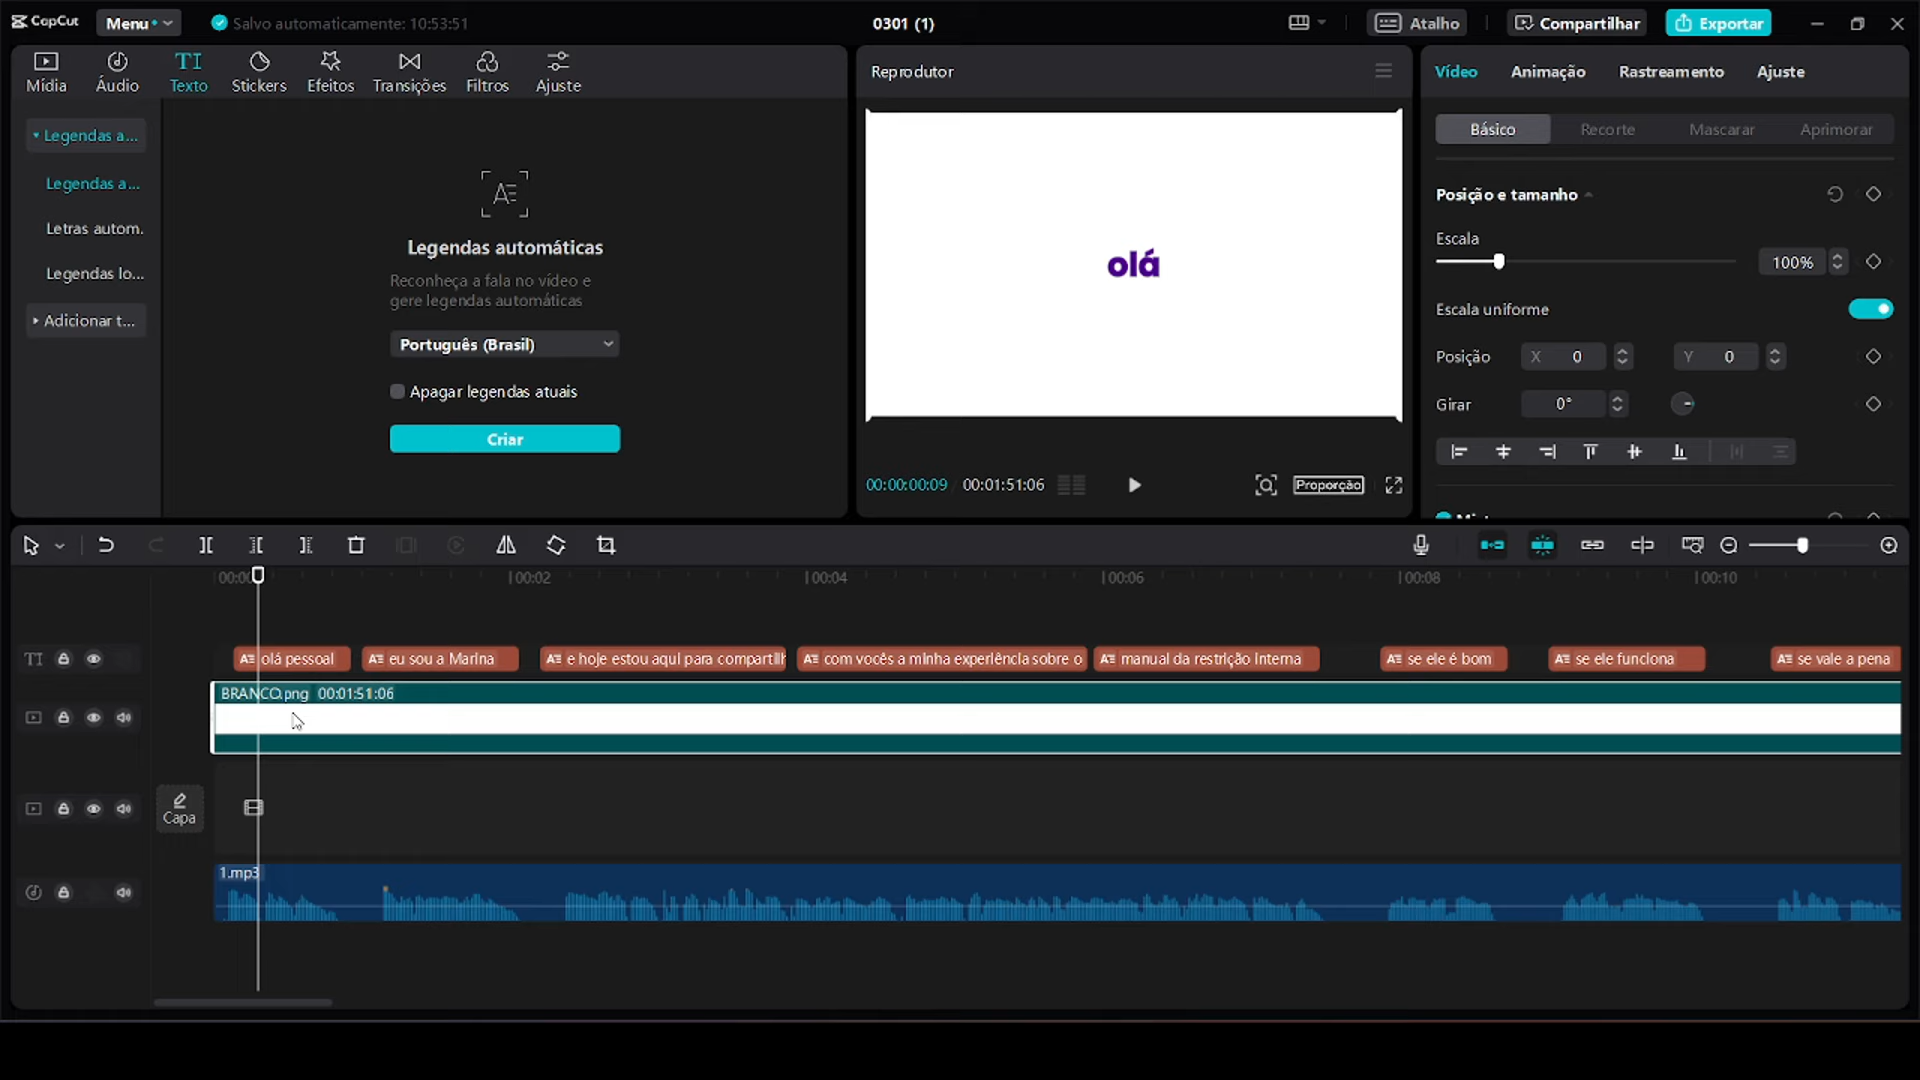 CapCut
Menu
Salvo automaticamente: 10:53:51
0301 (1)
Atalho
Compartilhar
Exportar
Mídia
Áudio
TI
Texto
Stickers
Efeitos
Transições
Filtros
Ajuste
Legendas a...
Legendas a...
Letras autom.
Legendas lo...
Adicionar t...
Legendas automáticas
Reconheça a fala no vídeo e
gere legendas automáticas
Português (Brasil)
Apagar legendas atuais
Criar
Reprodutor
olá
00:00:00:09
00:01:51:06
Proporção
Vídeo
Animação
Rastreamento
Ajuste
Básico
Recorte
Mascarar
Aprimorar
Posição e tamanho
Escala
100%
Escala uniforme
Posição
X 0
Y 0
Girar
0°
00:02
00:04
00:06
00:08
00:10
TI
olá pessoal
eu sou a Marina
e hoje estou aqui para compartilh
com vocês a minha experiência sobre o
manual da restrição interna
se ele é bom
se ele funciona
se vale a pena
BRANCO.png 00:01:51:06
Capa
1.mp3